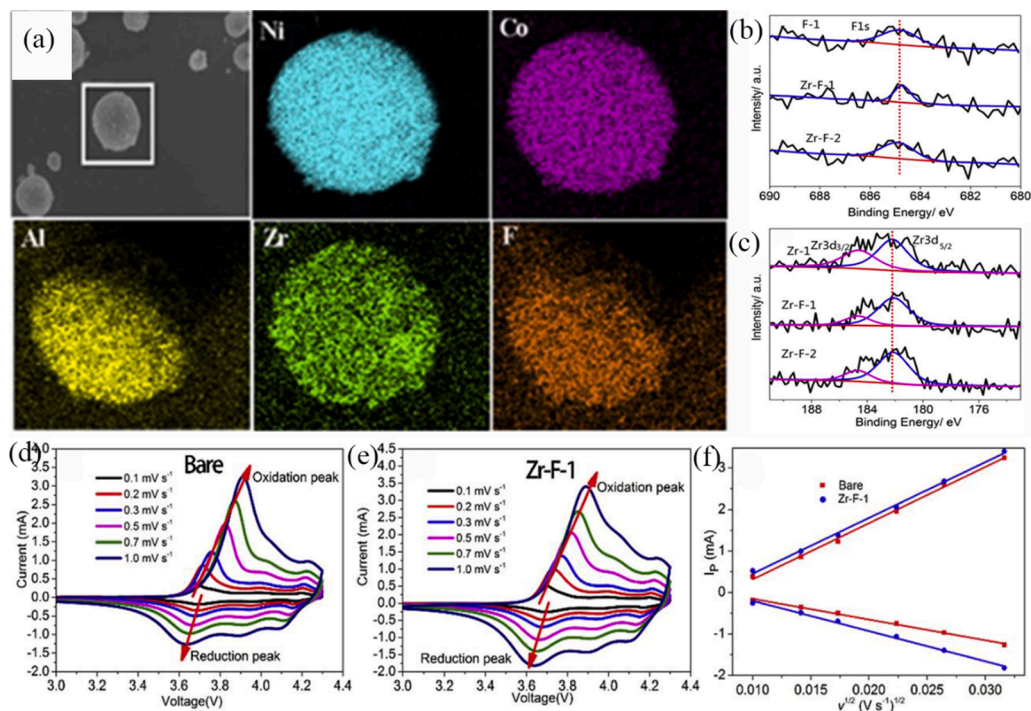 (a)
Ni
Co
Al
Zr
F
(b)
F-1
F1s
Zr-F-1
Zr-F-2
Intensity/ a.u.
690 688 686 684 682 680
Binding Energy/ eV
(c)
Zr-1
Zr3d3/2
Zr3d5/2
Zr-F-1
Zr-F-2
Intensity/ a.u.
188 184 180 176
Binding Energy/ eV
(d)
Bare
4.0
3.5
3.0
2.5
2.0
1.5
1.0
0.5
0.0
-0.5
-1.0
-1.5
-2.0
Current (mA)
0.1 mV s-1
0.2 mV s-1
0.3 mV s-1
0.5 mV s-1
0.7 mV s-1
1.0 mV s-1
Oxidation peak
Reduction peak
3.0 3.2 3.4 3.6 3.8 4.0 4.2 4.4
Voltage(V)
(e)
Zr-F-1
4.5
4.0
3.5
3.0
2.5
2.0
1.5
1.0
0.5
0.0
-0.5
-1.0
-1.5
-2.0
Current (mA)
0.1 mV s-1
0.2 mV s-1
0.3 mV s-1
0.5 mV s-1
0.7 mV s-1
1.0 mV s-1
Oxidation peak
Reduction peak
3.0 3.2 3.4 3.6 3.8 4.0 4.2 4.4
Voltage(V)
(f)
Bare
Zr-F-1
3
2
1
0
-1
-2
IP (mA)
0.010 0.015 0.020 0.025 0.030
v1/2 (V s-1)1/2